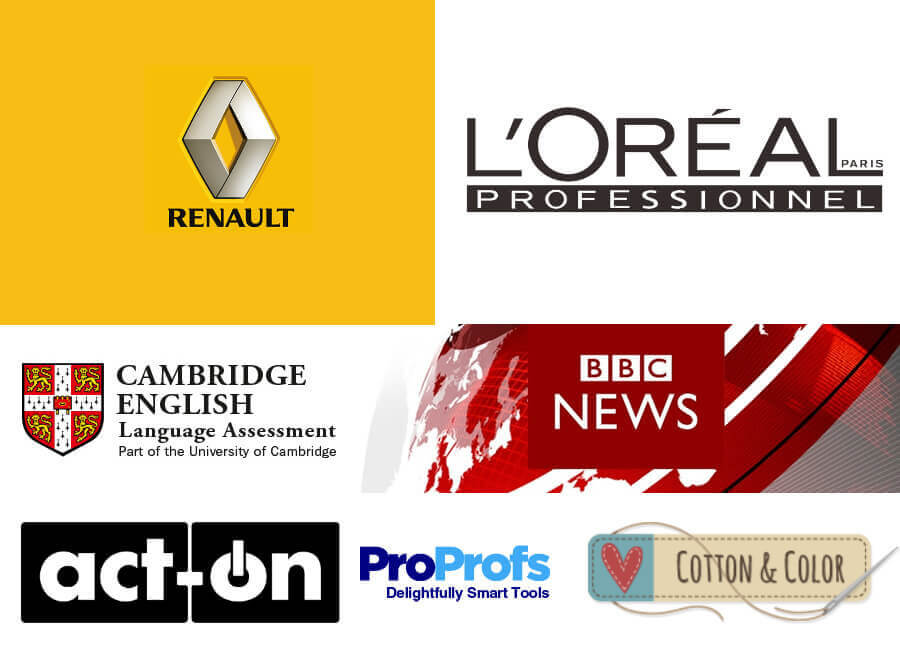 RENAULT
L'ORÉAL
PARIS
PROFESSIONNEL
CAMBRIDGE
ENGLISH
Language Assessment
Part of the University of Cambridge
BBC
NEWS
act-on
ProProfs
Delightfully Smart Tools
COTTON & COLOR